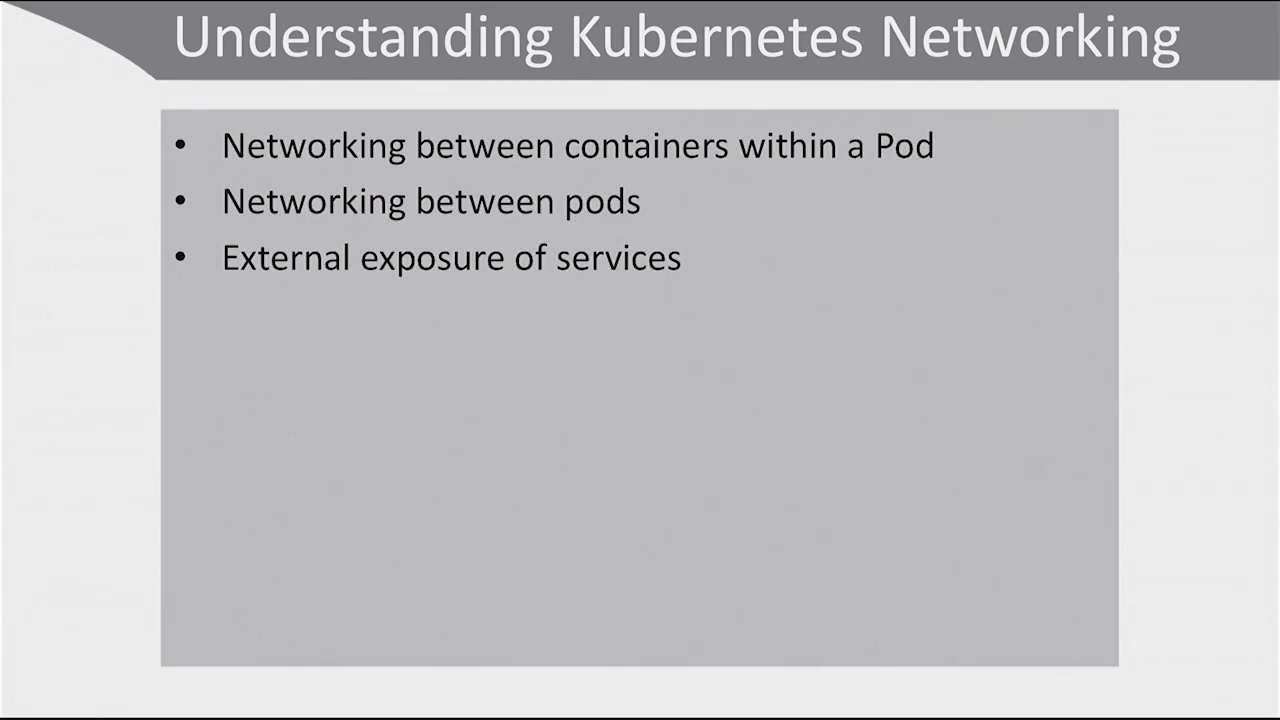 Understanding Kubernetes Networking
• Networking between containers within a Pod
• Networking between pods
• External exposure of services